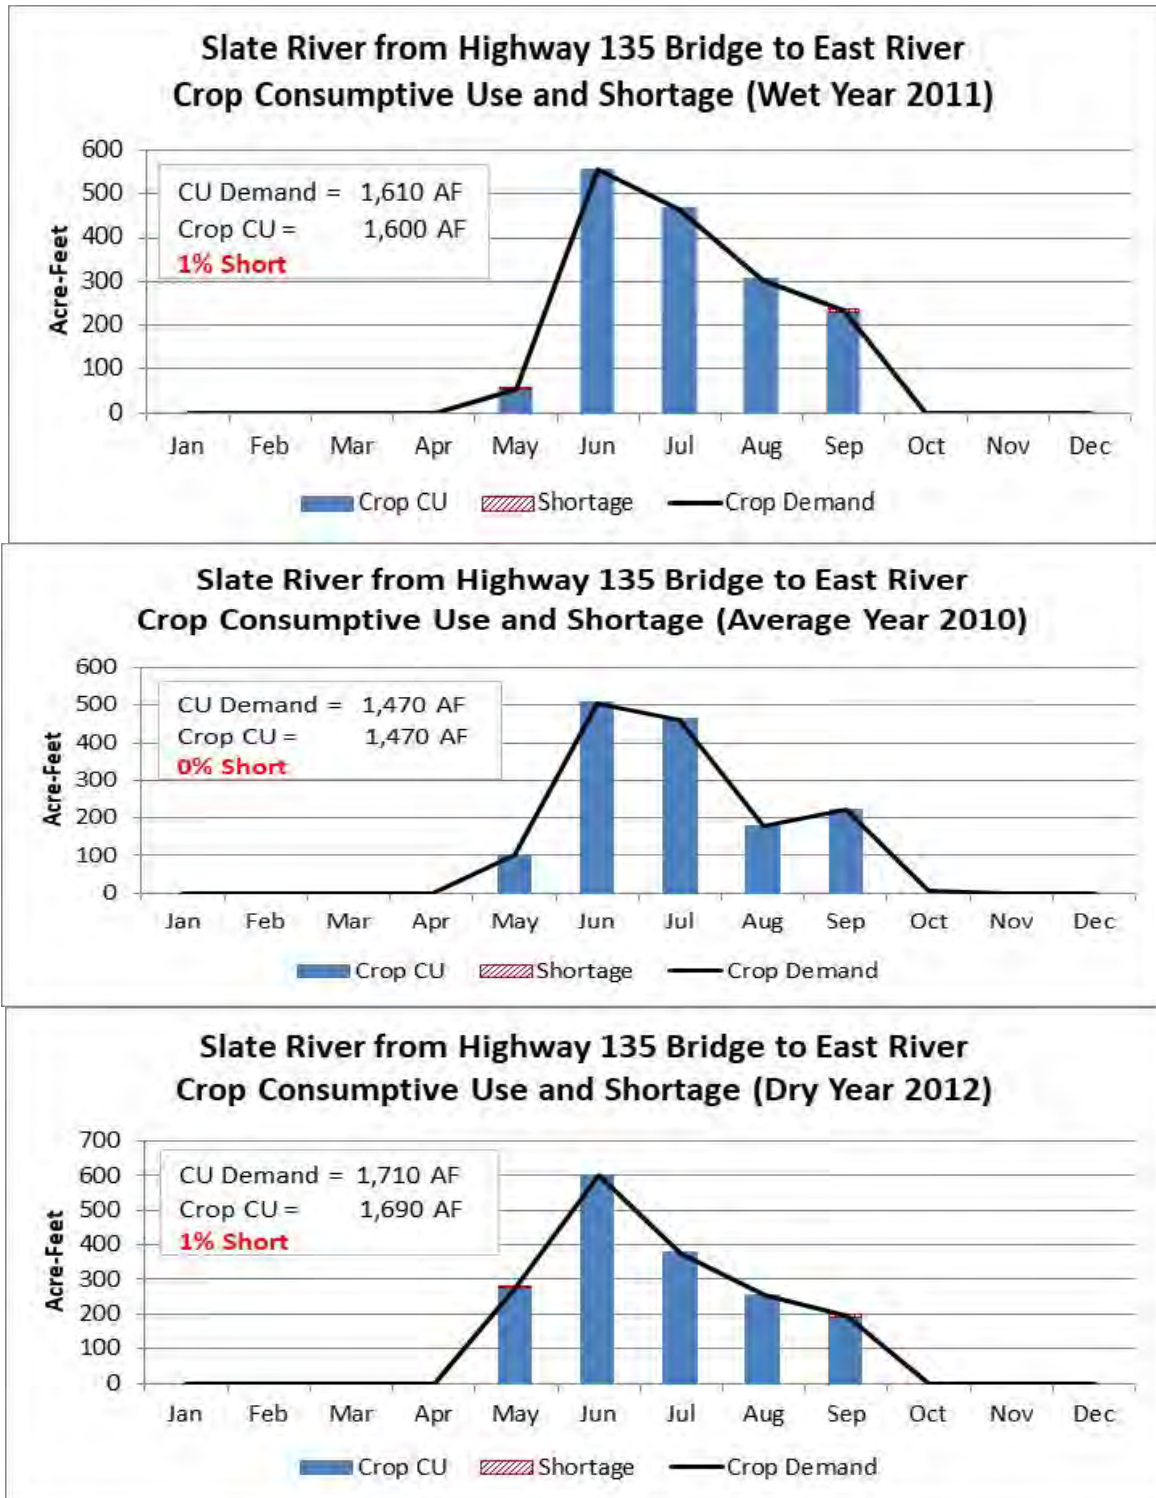 Slate River from Highway 135 Bridge to East River
Crop Consumptive Use and Shortage (Wet Year 2011)
600
500
400
300
200
100
0
Acre-Feet
CU Demand = 1,610 AF
Crop CU = 1,600 AF
1% Short
Jan Feb Mar Apr May Jun Jul Aug Sep Oct Nov Dec
Crop CU Shortage Crop Demand
Slate River from Highway 135 Bridge to East River
Crop Consumptive Use and Shortage (Average Year 2010)
600
500
400
300
200
100
0
Acre-Feet
CU Demand = 1,470 AF
Crop CU = 1,470 AF
0% Short
Jan Feb Mar Apr May Jun Jul Aug Sep Oct Nov Dec
Crop CU Shortage Crop Demand
Slate River from Highway 135 Bridge to East River
Crop Consumptive Use and Shortage (Dry Year 2012)
700
600
500
400
300
200
100
0
Acre-Feet
CU Demand = 1,710 AF
Crop CU = 1,690 AF
1% Short
Jan Feb Mar Apr May Jun Jul Aug Sep Oct Nov Dec
Crop CU Shortage Crop Demand